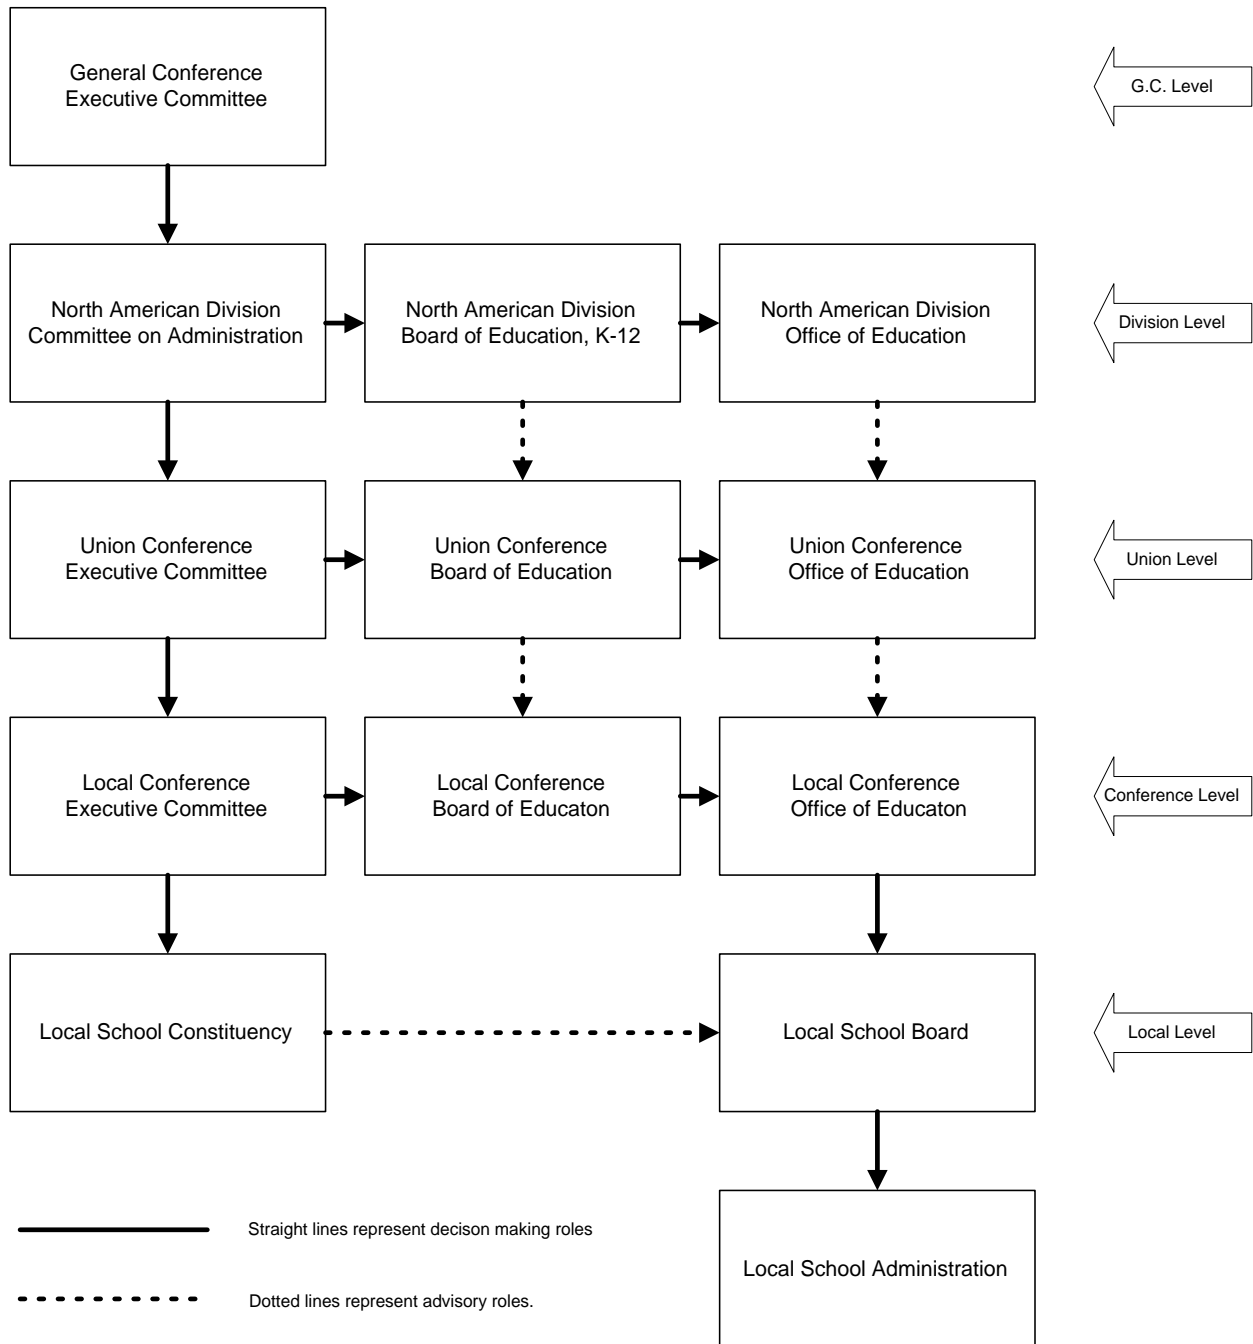 General Conference
Executive Committee
G.C. Level
North American Division
Committee on Administration
North American Division
Board of Education, K-12
North American Division
Office of Education
Division Level
Union Conference
Executive Committee
Union Conference
Board of Education
Union Conference
Office of Education
Union Level
Local Conference
Executive Committee
Local Conference
Board of Educaton
Local Conference
Office of Educaton
Conference Level
Local School Constituency
Local School Board
Local Level
Straight lines represent decison making roles
Local School Administration
Dotted lines represent advisory roles.